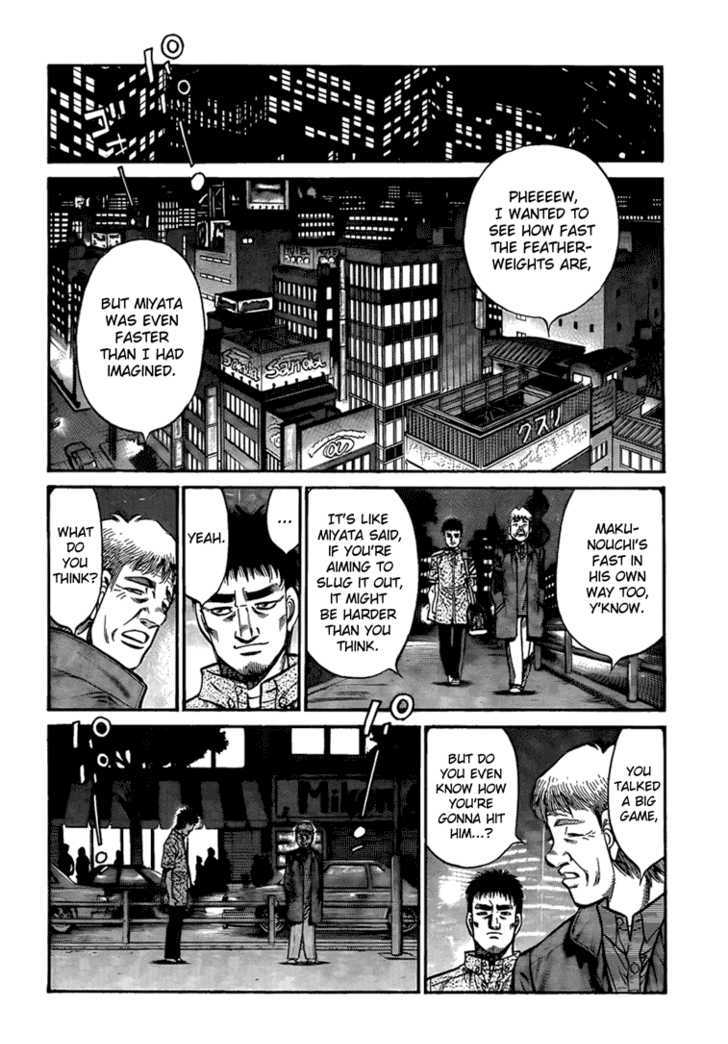 PHEEEEW,
I WANTED TO
SEE HOW FAST
THE FEATHER-
WEIGHTS ARE,
BUT MIYATA
WAS EVEN
FASTER
THAN I HAD
IMAGINED.
HOTEL
クスリ
MAKU-
NOUCHI'S
FAST IN
HIS OWN
WAY TOO,
Y'KNOW.
IT'S LIKE
MIYATA SAID,
IF YOU'RE
AIMING TO
SLUG IT OUT,
IT MIGHT
BE HARDER
THAN YOU
THINK.
...
YEAH.
WHAT
DO
YOU
THINK?
YOU
TALKED
A BIG
GAME,
BUT DO
YOU EVEN
KNOW HOW
YOU'RE
GONNA HIT
HIM...?